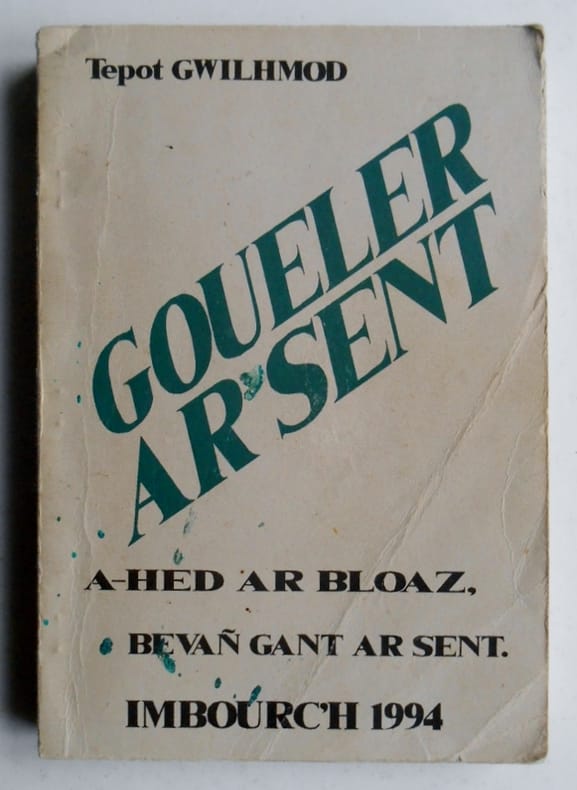 Tepot GWILHMOD
GOUELER
AR SENT
A-HED AR BLOAZ,
BEVAÑ GANT AR SENT.
IMBOURC'H 1994